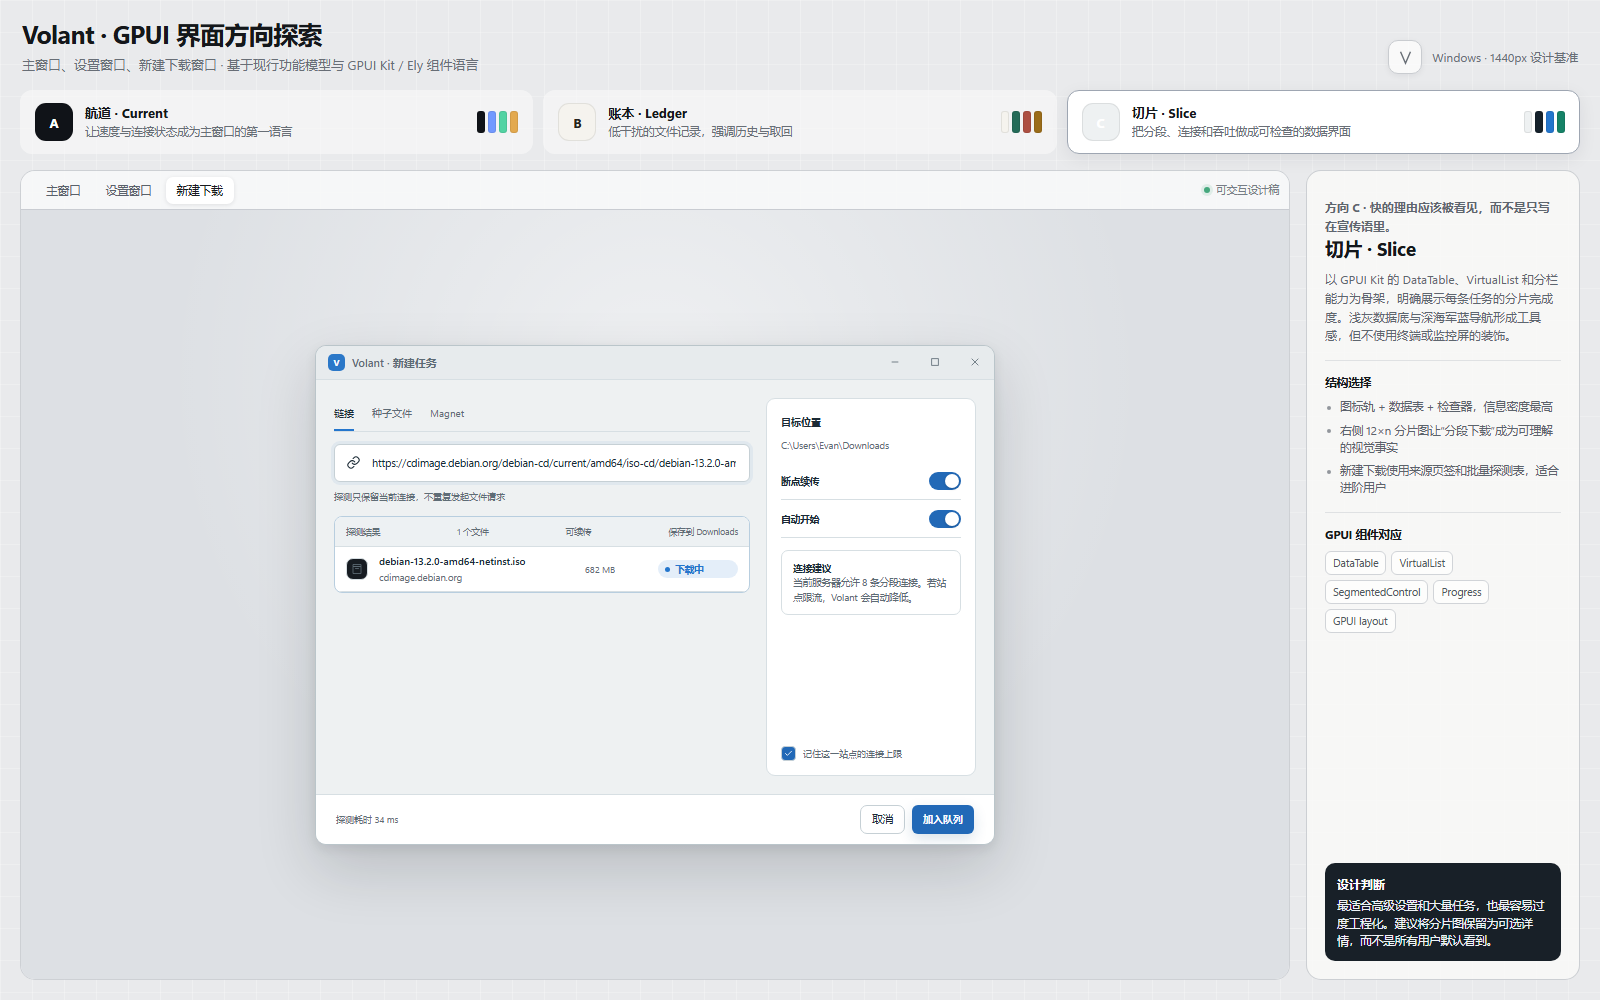 Volant · GPUI 界面方向探索
主窗口、设置窗口、新建下载窗口 · 基于现行功能模型与 GPUI Kit / Ely 组件语言
V
Windows · 1440px 设计基准
A
航道 · Current
让速度与连接状态成为主窗口的第一语言
B
账本 · Ledger
低干扰的文件记录，强调历史与取回
C
切片 · Slice
把分段、连接和吞吐做成可检查的数据界面
主窗口
设置窗口
新建下载
可交互设计稿
V
Volant · 新建任务
链接
种子文件
Magnet
https://cdimage.debian.org/debian-cd/current/amd64/iso-cd/debian-13.2.0-am
探测只保留当前连接，不重复发起文件请求
探测结果
1 个文件
可续传
保存到 Downloads
debian-13.2.0-amd64-netinst.iso
cdimage.debian.org
682 MB
下载中
目标位置
C:\Users\Evan\Downloads
断点续传
自动开始
连接建议
当前服务器允许 8 条分段连接。若站
点限流，Volant 会自动降低。
记住这一站点的连接上限
探测耗时 34 ms
取消
加入队列
方向 C · 快的理由应该被看见，而不是只写
在宣传语里。
切片 · Slice
以 GPUI Kit 的 DataTable、VirtualList 和分栏
能力为骨架，明确展示每条任务的分片完成
度。浅灰数据底与深海军蓝导航形成工具
感，但不使用终端或监控屏的装饰。
结构选择
图标轨 + 数据表 + 检查器，信息密度最高
右侧 12×n 分片图让“分段下载”成为可理解
的视觉事实
新建下载使用来源页签和批量探测表，适合
进阶用户
GPUI 组件对应
DataTable
VirtualList
SegmentedControl
Progress
GPUI layout
设计判断
最适合高级设置和大量任务，也最容易过
度工程化。建议将分片图保留为可选详
情，而不是所有用户默认看到。